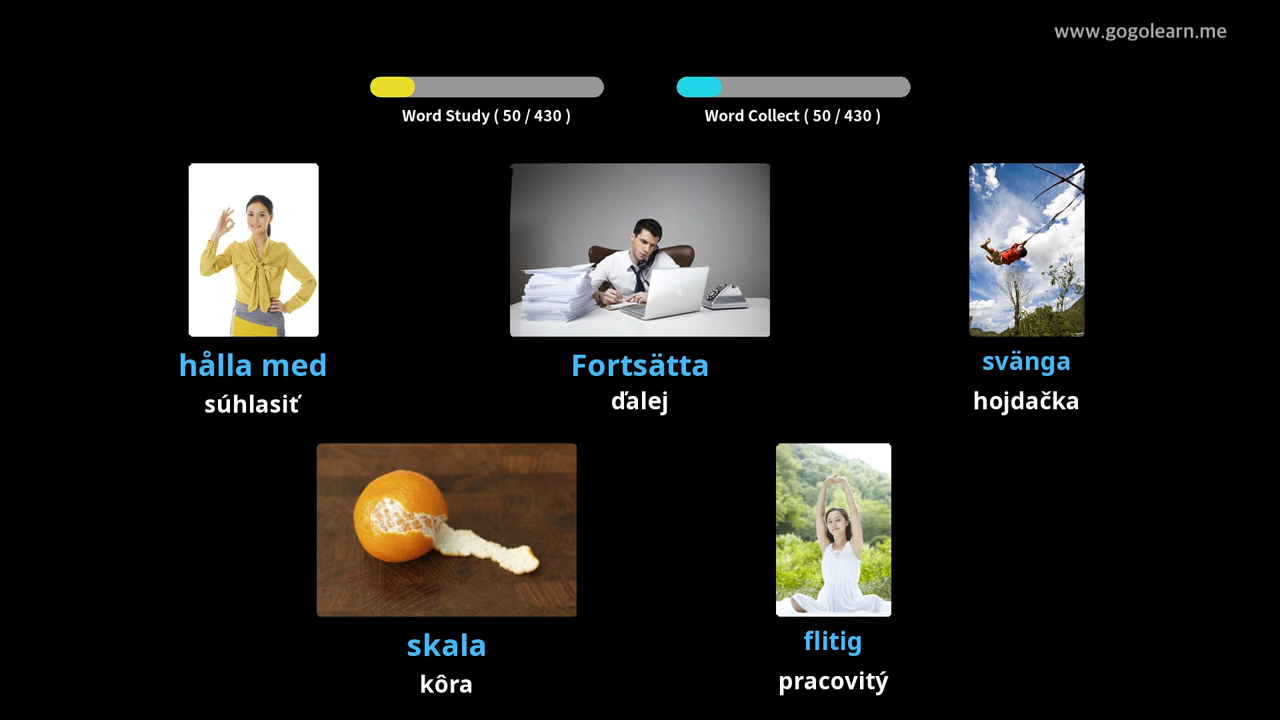 www.gogolearn.me
Word Study ( 50 / 430 )
Word Collect ( 50 / 430 )
hålla med
súhlasiť
Fortsätta
ďalej
svänga
hojdačka
skala
kôra
flitig
pracovitý